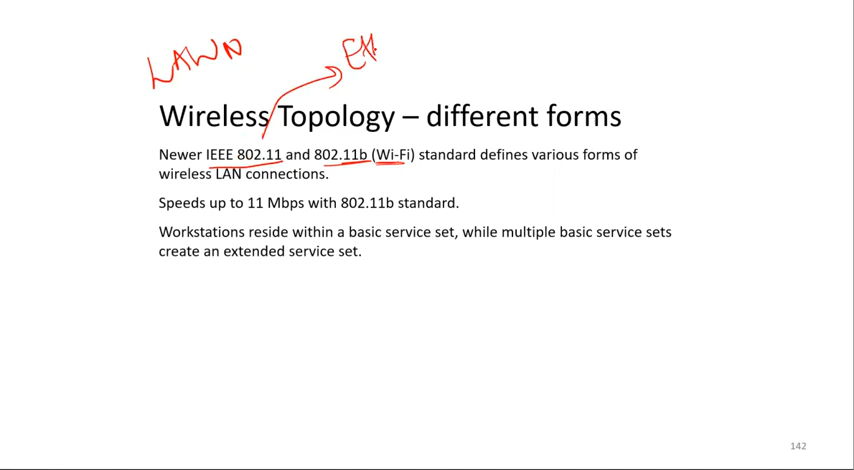 LAWN
Wireless Topology – different forms
Newer IEEE 802.11 and 802.11b (Wi-Fi) standard defines various forms of
wireless LAN connections.
Speeds up to 11 Mbps with 802.11b standard.
Workstations reside within a basic service set, while multiple basic service sets
create an extended service set.
142